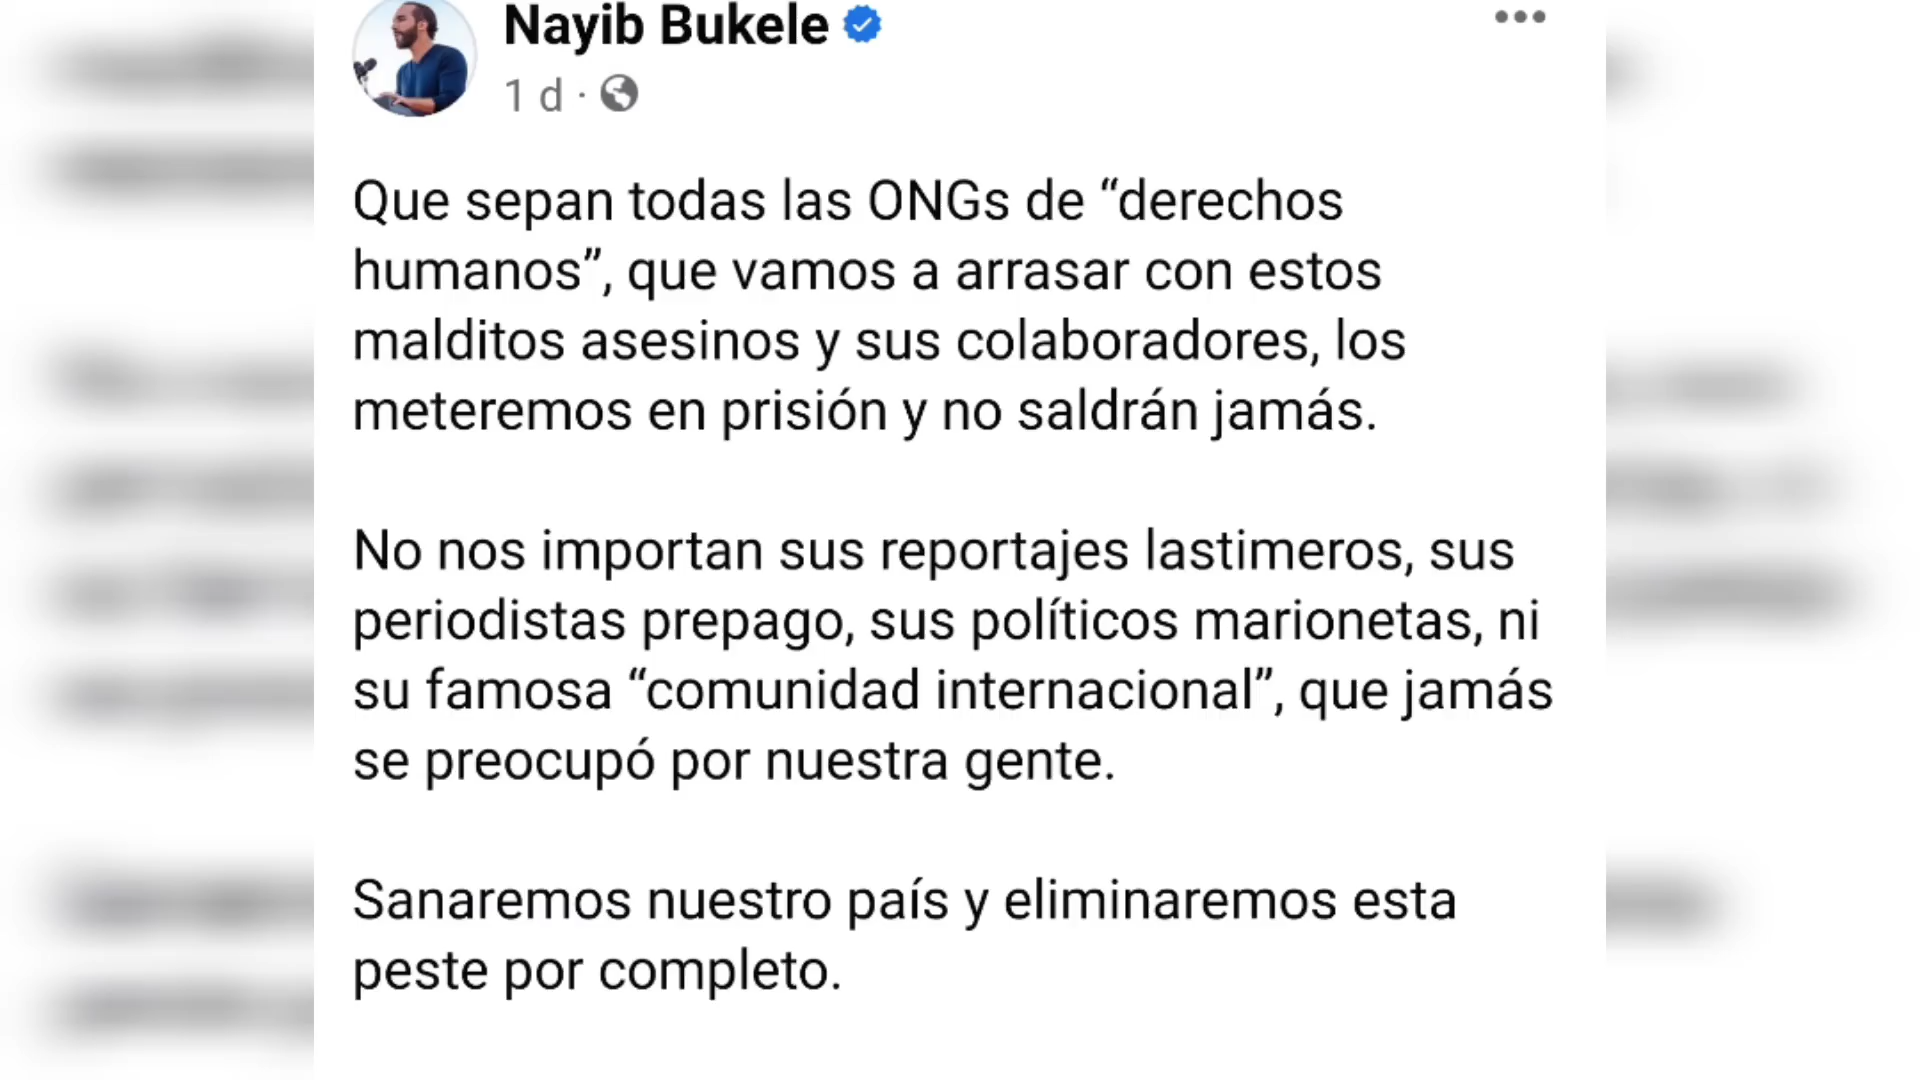 Nayib Bukele
1 d ·
Que sepan todas las ONGs de “derechos
humanos”, que vamos a arrasar con estos
malditos asesinos y sus colaboradores, los
meteremos en prisión y no saldrán jamás.
No nos importan sus reportajes lastimeros, sus
periodistas prepago, sus políticos marionetas, ni
su famosa “comunidad internacional”, que jamás
se preocupó por nuestra gente.
Sanaremos nuestro país y eliminaremos esta
peste por completo.